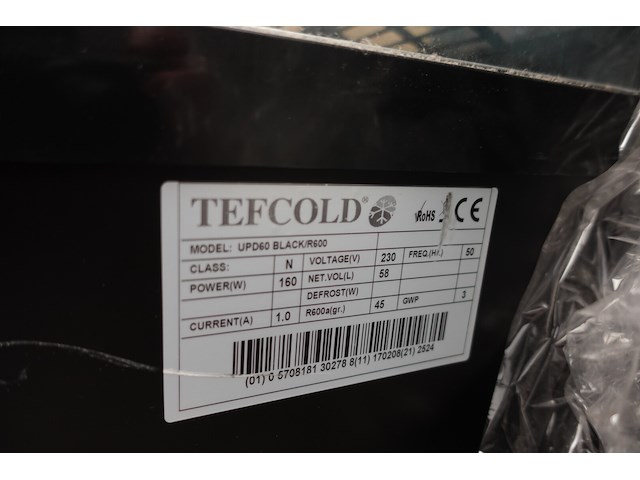 TEFCOLD® RoHS CE
MODEL: UPD60 BLACK/R600
CLASS: N VOLTAGE(V) 230 FREQ.(Hz) 50
POWER(W) 160 NET.VOL(L) 58
DEFROST(W)
CURRENT(A) 1.0 R600a(gr.) 45 GWP 3
(01) 0 5708181 30278 8(11) 170208(21) 2524